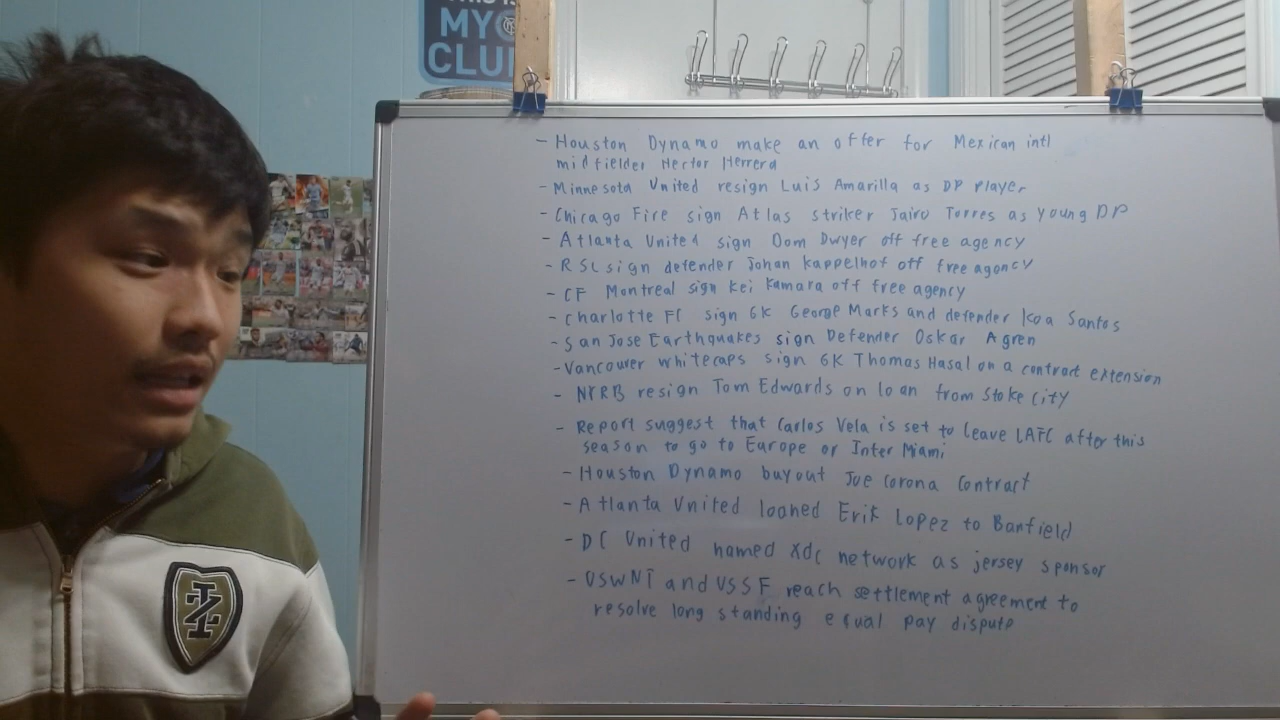 THIS IS
MY
CLUB
- Houston Dynamo make an offer for Mexican intl
midfielder Hector Herrera
- Minnesota United resign Luis Amarilla as DP Player
- Chicago Fire sign Atlas striker Jairo Torres as young DP
- Atlanta United sign Dom Dwyer off free agency
- RSL sign defender Johan Kappelhof off free agency
- CF Montreal sign Kei Kamara off free agency
- Charlotte FC sign GK George Marks and defender Koa Santos
- San Jose Earthquakes sign Defender Oskar Agren
- Vancouver whitecaps sign GK Thomas Hasal on a contract extension
- NYRB resign Tom Edwards on loan from Stoke City
- Report suggest that Carlos Vela is set to leave LAFC after this
season to go to Europe or Inter Miami
- Houston Dynamo buyout Joe Corona Contract
- Atlanta United loaned Erik Lopez to Banfield
- DC United named XDC network as jersey sponsor
- USWNT and USSF reach settlement agreement to
resolve long standing equal pay dispute